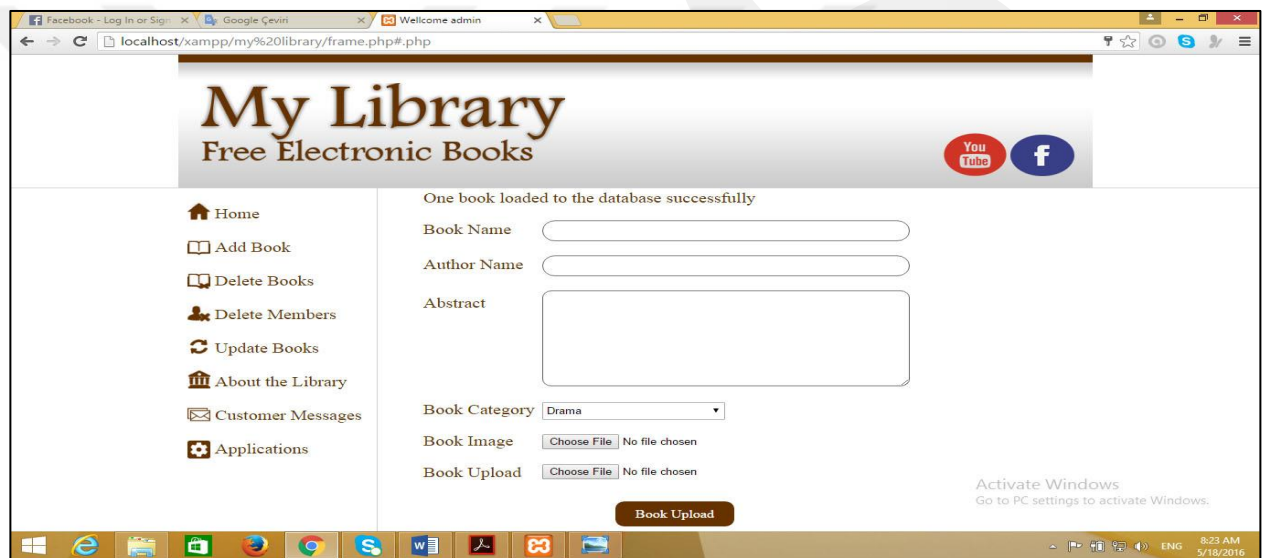 Facebook - Log In or Sign
Google Çeviri
Wellcome admin
localhost/xampp/my%20library/frame.php#.php
My Library
Free Electronic Books
You
Tube
f
One book loaded to the database successfully
Home
Add Book
Delete Books
Delete Members
Update Books
About the Library
Customer Messages
Applications
Book Name
Author Name
Abstract
Book Category Drama
Book Image Choose File No file chosen
Book Upload Choose File No file chosen
Book Upload
Activate Windows
Go to PC settings to activate Windows.
ENG
8:23 AM
5/18/2016